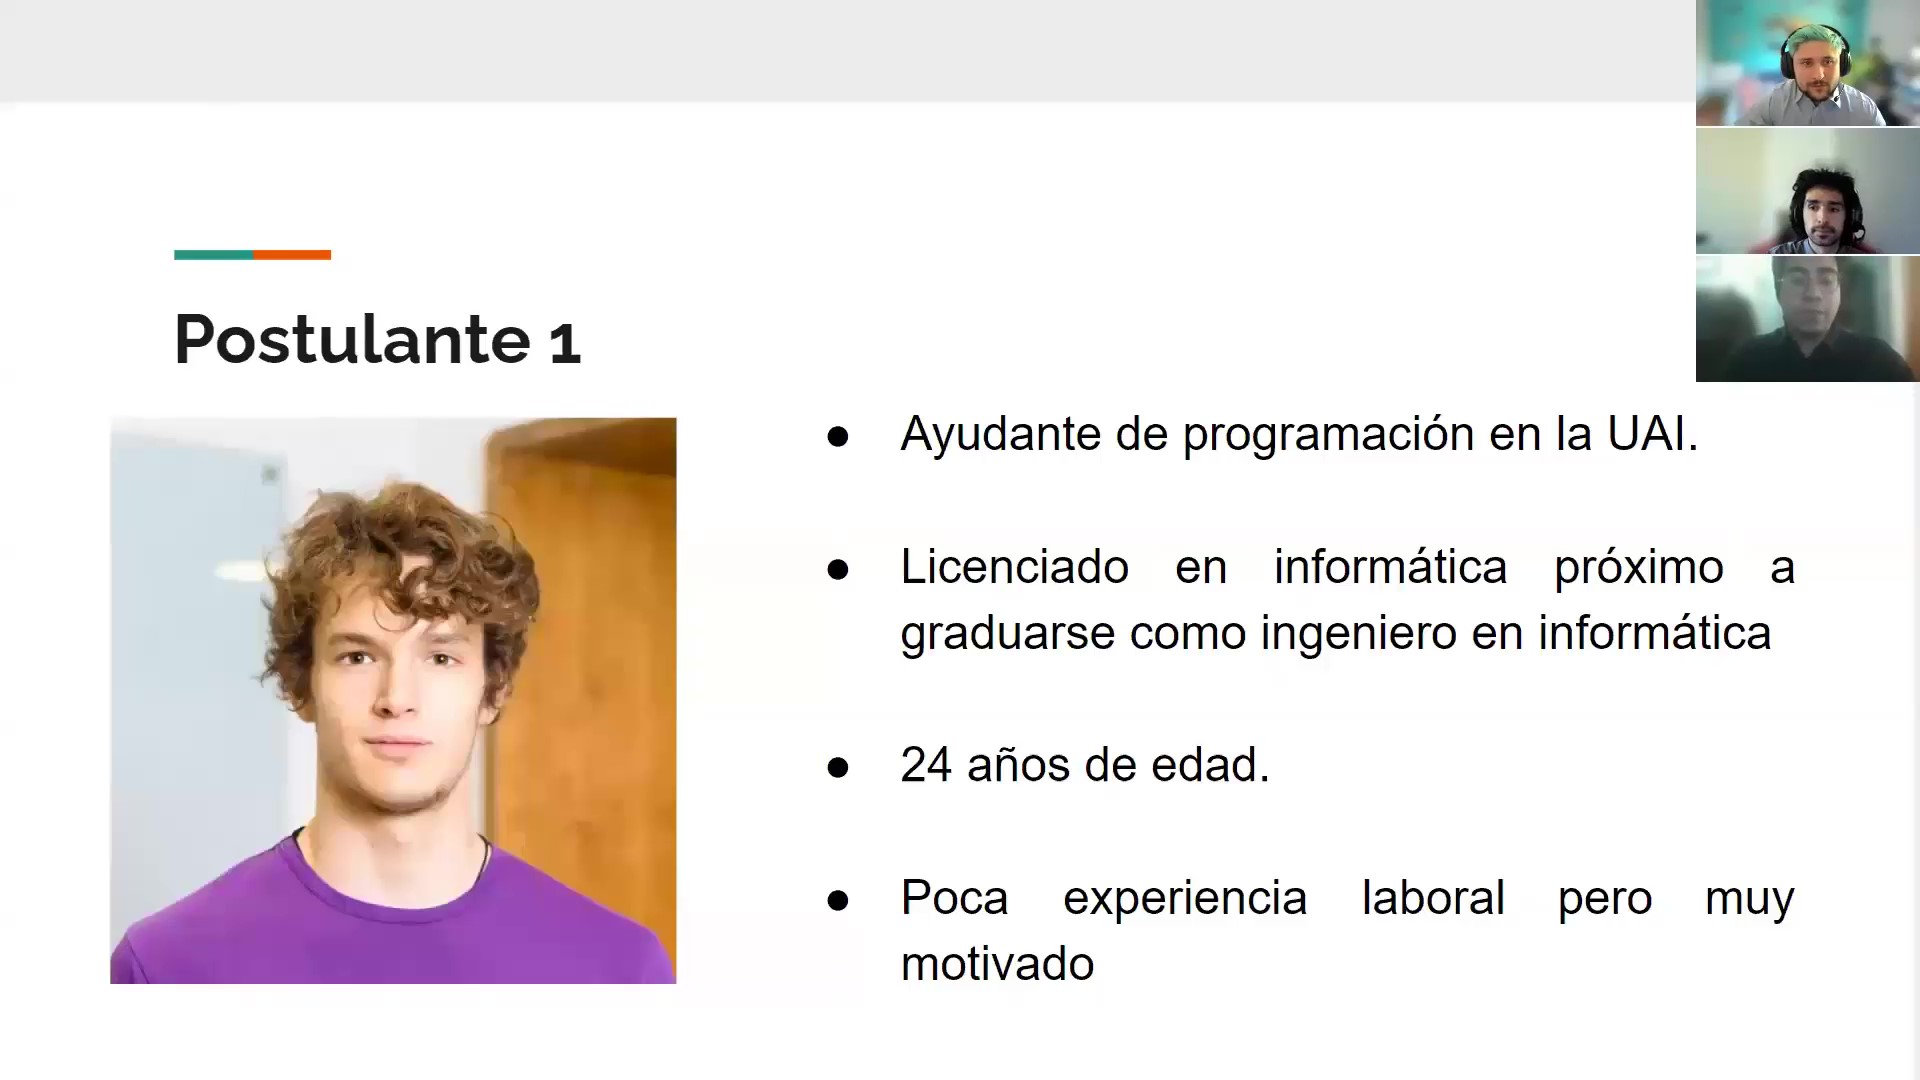 Postulante 1
● Ayudante de programación en la UAI.
● Licenciado en informática próximo a
graduarse como ingeniero en informática
● 24 años de edad.
● Poca experiencia laboral pero muy
motivado